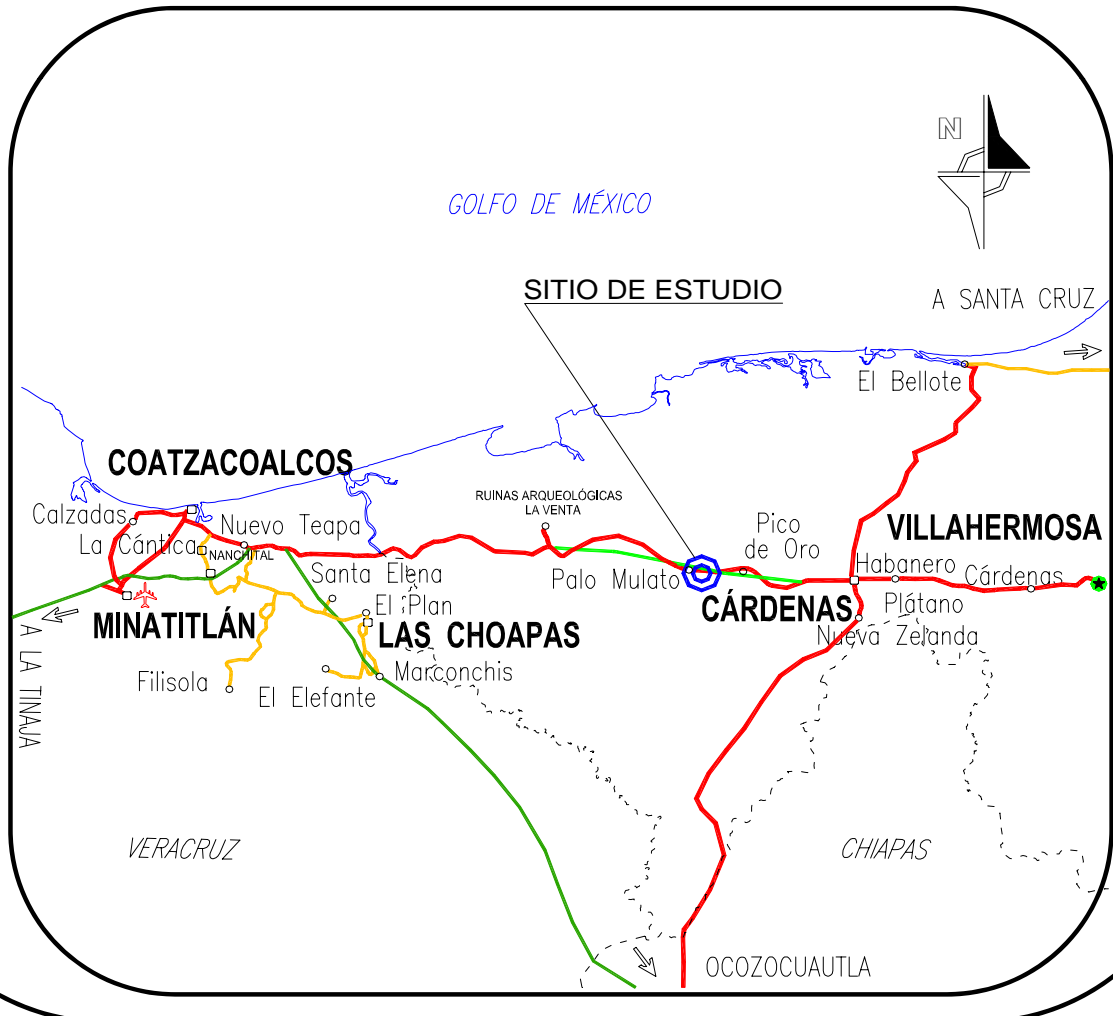 N
GOLFO DE MÉXICO
SITIO DE ESTUDIO
A SANTA CRUZ
El Bellote
COATZACOALCOS
RUINAS ARQUEOLÓGICAS
LA VENTA
Calzadas
Nuevo Teapa
Pico
de Oro
VILLAHERMOSA
La Cántica
NANCHITAL
Santa Elena
Palo Mulato
Habanero
Cárdenas
El Plan
CÁRDENAS
Plátano
MINATITLÁN
LAS CHOAPAS
Nueva Zelanda
A LA TINAJA
Filisola
El Elefante
Marconchis
VERACRUZ
CHIAPAS
OCOZOCUAUTLA